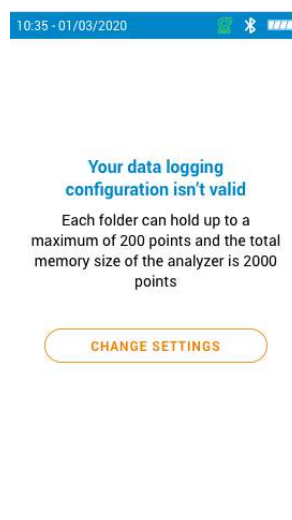 10:35 - 01/03/2020
Your data logging
configuration isn't valid
Each folder can hold up to a
maximum of 200 points and the total
memory size of the analyzer is 2000
points
CHANGE SETTINGS